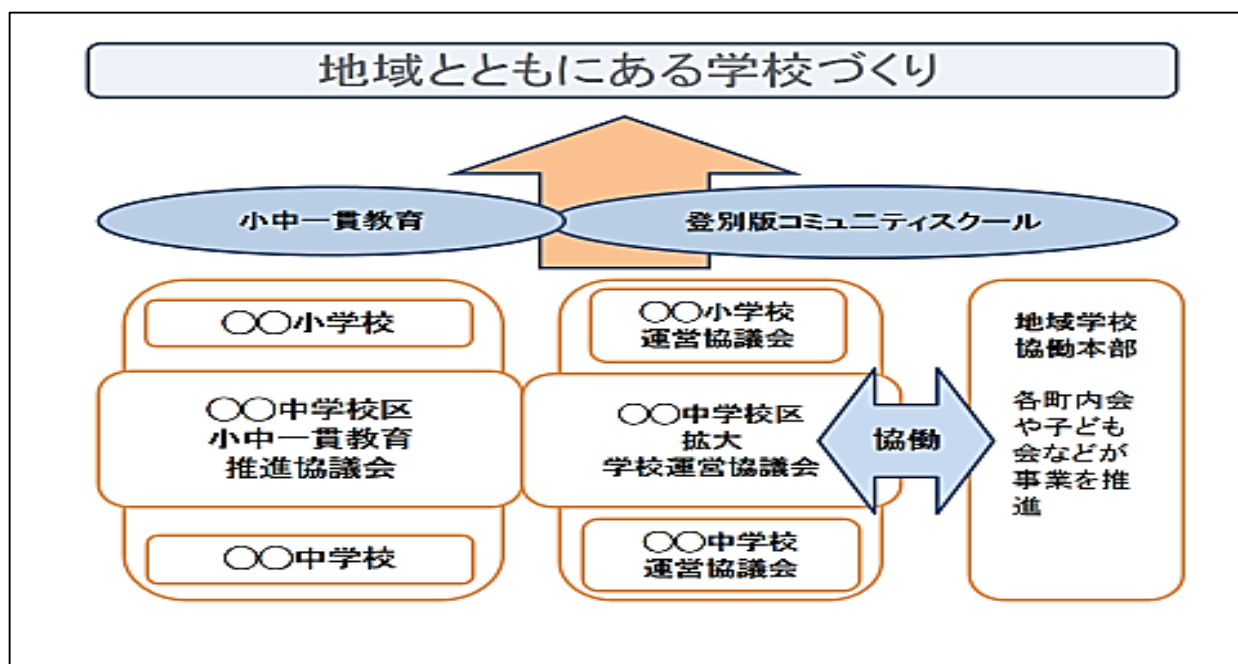 地域とともにある学校づくり
小中一貫教育
登別版コミュニティスクール
〇〇小学校
〇〇中学校区
小中一貫教育
推進協議会
〇〇中学校
〇〇小学校
運営協議会
〇〇中学校区
拡大
学校運営協議会
〇〇中学校
運営協議会
協働
地域学校
協働本部
各町内会
や子ども
会などが
事業を推
進